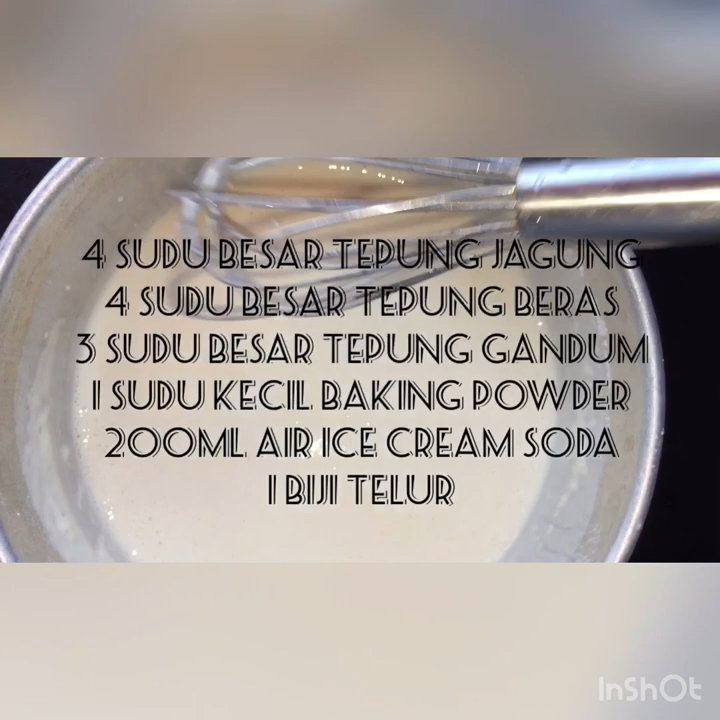 4 SUDU BESAR TEPUNG JAGUNG
4 SUDU BESAR TEPUNG BERAS
3 SUDU BESAR TEPUNG GANDUM
1 SUDU KECIL BAKING POWDER
200ML AIR ICE CREAM SODA
1 BIJI TELUR
InShOt